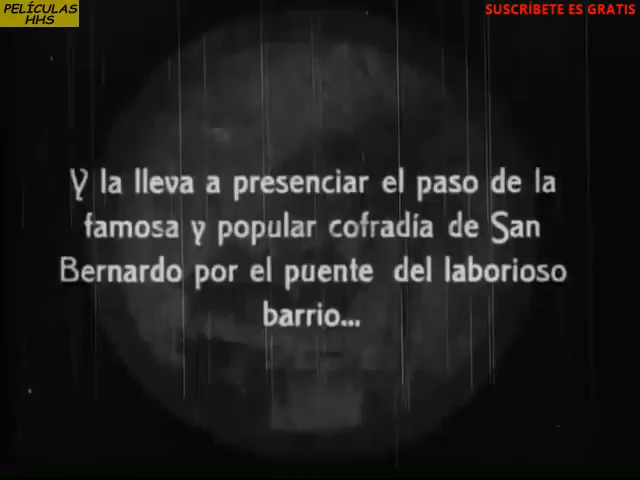 PELÍCULAS
HHS
SUSCRÍBETE ES GRATIS
Y la lleva a presenciar el paso de la
famosa y popular cofradía de San
Bernardo por el puente del laborioso
barrio...